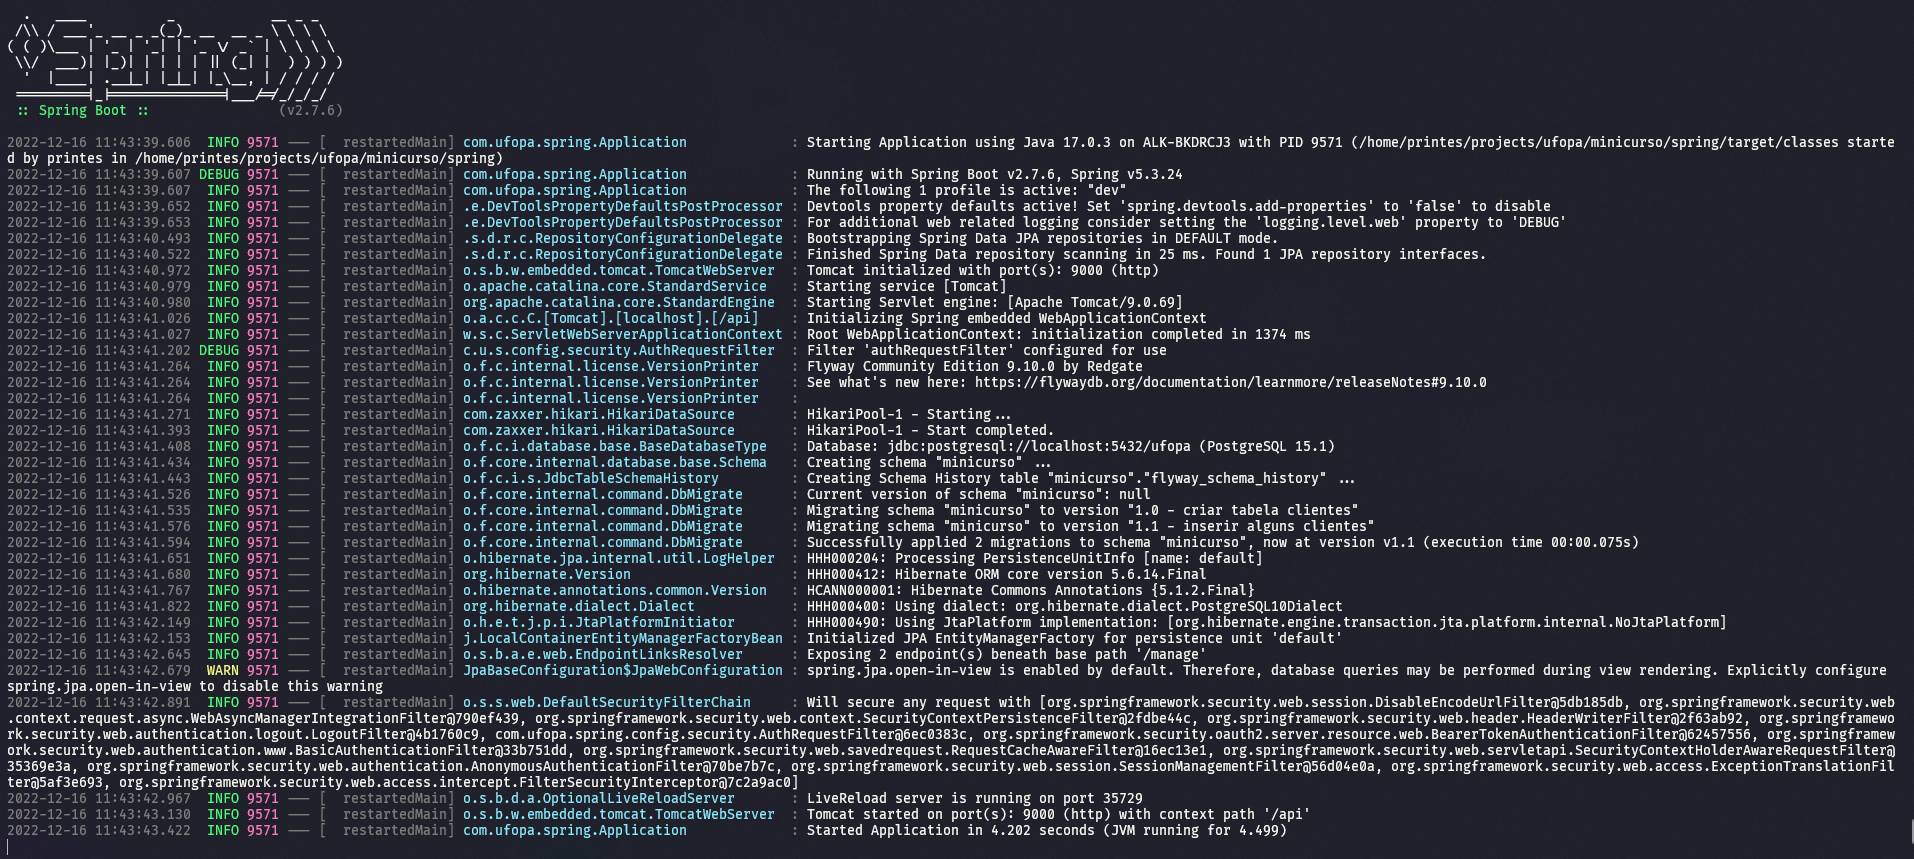 :: Spring Boot ::                (v2.7.6)
2022-12-16 11:43:39.606  INFO 9571 --- [  restartedMain] com.ufopa.spring.Application             : Starting Application using Java 17.0.3 on ALK-BKDRCJ3 with PID 9571 (/home/printes/projects/ufopa/minicurso/spring/target/classes starte
d by printes in /home/printes/projects/ufopa/minicurso/spring)
2022-12-16 11:43:39.607 DEBUG 9571 --- [  restartedMain] com.ufopa.spring.Application             : Running with Spring Boot v2.7.6, Spring v5.3.24
2022-12-16 11:43:39.607  INFO 9571 --- [  restartedMain] com.ufopa.spring.Application             : The following 1 profile is active: "dev"
2022-12-16 11:43:39.652  INFO 9571 --- [  restartedMain] .e.DevToolsPropertyDefaultsPostProcessor : Devtools property defaults active! Set 'spring.devtools.add-properties' to 'false' to disable
2022-12-16 11:43:39.653  INFO 9571 --- [  restartedMain] .e.DevToolsPropertyDefaultsPostProcessor : For additional web related logging consider setting the 'logging.level.web' property to 'DEBUG'
2022-12-16 11:43:40.493  INFO 9571 --- [  restartedMain] .s.d.r.c.RepositoryConfigurationDelegate : Bootstrapping Spring Data JPA repositories in DEFAULT mode.
2022-12-16 11:43:40.522  INFO 9571 --- [  restartedMain] .s.d.r.c.RepositoryConfigurationDelegate : Finished Spring Data repository scanning in 25 ms. Found 1 JPA repository interfaces.
2022-12-16 11:43:40.972  INFO 9571 --- [  restartedMain] o.s.b.w.embedded.tomcat.TomcatWebServer  : Tomcat initialized with port(s): 9000 (http)
2022-12-16 11:43:40.979  INFO 9571 --- [  restartedMain] o.apache.catalina.core.StandardService   : Starting service [Tomcat]
2022-12-16 11:43:40.980  INFO 9571 --- [  restartedMain] org.apache.catalina.core.StandardEngine  : Starting Servlet engine: [Apache Tomcat/9.0.69]
2022-12-16 11:43:41.026  INFO 9571 --- [  restartedMain] o.a.c.c.C.[Tomcat].[localhost].[/api]    : Initializing Spring embedded WebApplicationContext
2022-12-16 11:43:41.027  INFO 9571 --- [  restartedMain] w.s.c.ServletWebServerApplicationContext : Root WebApplicationContext: initialization completed in 1374 ms
2022-12-16 11:43:41.202 DEBUG 9571 --- [  restartedMain] c.u.s.config.security.AuthRequestFilter  : Filter 'authRequestFilter' configured for use
2022-12-16 11:43:41.264  INFO 9571 --- [  restartedMain] o.f.c.internal.license.VersionPrinter    : Flyway Community Edition 9.10.0 by Redgate
2022-12-16 11:43:41.264  INFO 9571 --- [  restartedMain] o.f.c.internal.license.VersionPrinter    : See what's new here: https://flywaydb.org/documentation/learnmore/releaseNotes#9.10.0
2022-12-16 11:43:41.264  INFO 9571 --- [  restartedMain] o.f.c.internal.license.VersionPrinter    :
2022-12-16 11:43:41.271  INFO 9571 --- [  restartedMain] com.zaxxer.hikari.HikariDataSource       : HikariPool-1 - Starting...
2022-12-16 11:43:41.393  INFO 9571 --- [  restartedMain] com.zaxxer.hikari.HikariDataSource       : HikariPool-1 - Start completed.
2022-12-16 11:43:41.408  INFO 9571 --- [  restartedMain] o.f.c.i.database.base.BaseDatabaseType   : Database: jdbc:postgresql://localhost:5432/ufopa (PostgreSQL 15.1)
2022-12-16 11:43:41.434  INFO 9571 --- [  restartedMain] o.f.core.internal.database.base.Schema   : Creating schema "minicurso" ...
2022-12-16 11:43:41.443  INFO 9571 --- [  restartedMain] o.f.c.i.s.JdbcTableSchemaHistory         : Creating Schema History table "minicurso"."flyway_schema_history" ...
2022-12-16 11:43:41.526  INFO 9571 --- [  restartedMain] o.f.core.internal.command.DbMigrate      : Current version of schema "minicurso": null
2022-12-16 11:43:41.535  INFO 9571 --- [  restartedMain] o.f.core.internal.command.DbMigrate      : Migrating schema "minicurso" to version "1.0 - criar tabela clientes"
2022-12-16 11:43:41.576  INFO 9571 --- [  restartedMain] o.f.core.internal.command.DbMigrate      : Migrating schema "minicurso" to version "1.1 - inserir alguns clientes"
2022-12-16 11:43:41.594  INFO 9571 --- [  restartedMain] o.f.core.internal.command.DbMigrate      : Successfully applied 2 migrations to schema "minicurso", now at version v1.1 (execution time 00:00.075s)
2022-12-16 11:43:41.651  INFO 9571 --- [  restartedMain] o.hibernate.jpa.internal.util.LogHelper  : HHH000204: Processing PersistenceUnitInfo [name: default]
2022-12-16 11:43:41.680  INFO 9571 --- [  restartedMain] org.hibernate.Version                    : HHH000412: Hibernate ORM core version 5.6.14.Final
2022-12-16 11:43:41.767  INFO 9571 --- [  restartedMain] o.hibernate.annotations.common.Version   : HCANN000001: Hibernate Commons Annotations {5.1.2.Final}
2022-12-16 11:43:41.822  INFO 9571 --- [  restartedMain] org.hibernate.dialect.Dialect            : HHH000400: Using dialect: org.hibernate.dialect.PostgreSQL10Dialect
2022-12-16 11:43:42.149  INFO 9571 --- [  restartedMain] o.h.e.t.j.p.i.JtaPlatformInitiator       : HHH000490: Using JtaPlatform implementation: [org.hibernate.engine.transaction.jta.platform.internal.NoJtaPlatform]
2022-12-16 11:43:42.153  INFO 9571 --- [  restartedMain] j.LocalContainerEntityManagerFactoryBean : Initialized JPA EntityManagerFactory for persistence unit 'default'
2022-12-16 11:43:42.645  INFO 9571 --- [  restartedMain] o.s.b.a.e.web.EndpointLinksResolver      : Exposing 2 endpoint(s) beneath base path '/manage'
2022-12-16 11:43:42.679  WARN 9571 --- [  restartedMain] JpaBaseConfiguration$JpaWebConfiguration : spring.jpa.open-in-view is enabled by default. Therefore, database queries may be performed during view rendering. Explicitly configure
spring.jpa.open-in-view to disable this warning
2022-12-16 11:43:42.891  INFO 9571 --- [  restartedMain] o.s.s.web.DefaultSecurityFilterChain     : Will secure any request with [org.springframework.security.web.session.DisableEncodeUrlFilter@5db185db, org.springframework.security.web
.context.request.async.WebAsyncManagerIntegrationFilter@790ef439, org.springframework.security.web.context.SecurityContextPersistenceFilter@2fdbe44c, org.springframework.security.web.header.HeaderWriterFilter@2f63ab92, org.springframewo
rk.security.web.authentication.logout.LogoutFilter@4b1760c9, com.ufopa.spring.config.security.AuthRequestFilter@6ec0383c, org.springframework.security.oauth2.server.resource.web.BearerTokenAuthenticationFilter@62457556, org.springframew
ork.security.web.authentication.www.BasicAuthenticationFilter@33b751dd, org.springframework.security.web.savedrequest.RequestCacheAwareFilter@16ec13e1, org.springframework.security.web.servletapi.SecurityContextHolderAwareRequestFilter@
35369e3a, org.springframework.security.web.authentication.AnonymousAuthenticationFilter@70be7b7c, org.springframework.security.web.session.SessionManagementFilter@56d04e0a, org.springframework.security.web.access.ExceptionTranslationFil
ter@5af3e693, org.springframework.security.web.access.intercept.FilterSecurityInterceptor@7c2a9ac0]
2022-12-16 11:43:42.967  INFO 9571 --- [  restartedMain] o.s.b.d.a.OptionalLiveReloadServer       : LiveReload server is running on port 35729
2022-12-16 11:43:43.130  INFO 9571 --- [  restartedMain] o.s.b.w.embedded.tomcat.TomcatWebServer  : Tomcat started on port(s): 9000 (http) with context path '/api'
2022-12-16 11:43:43.422  INFO 9571 --- [  restartedMain] com.ufopa.spring.Application             : Started Application in 4.202 seconds (JVM running for 4.499)